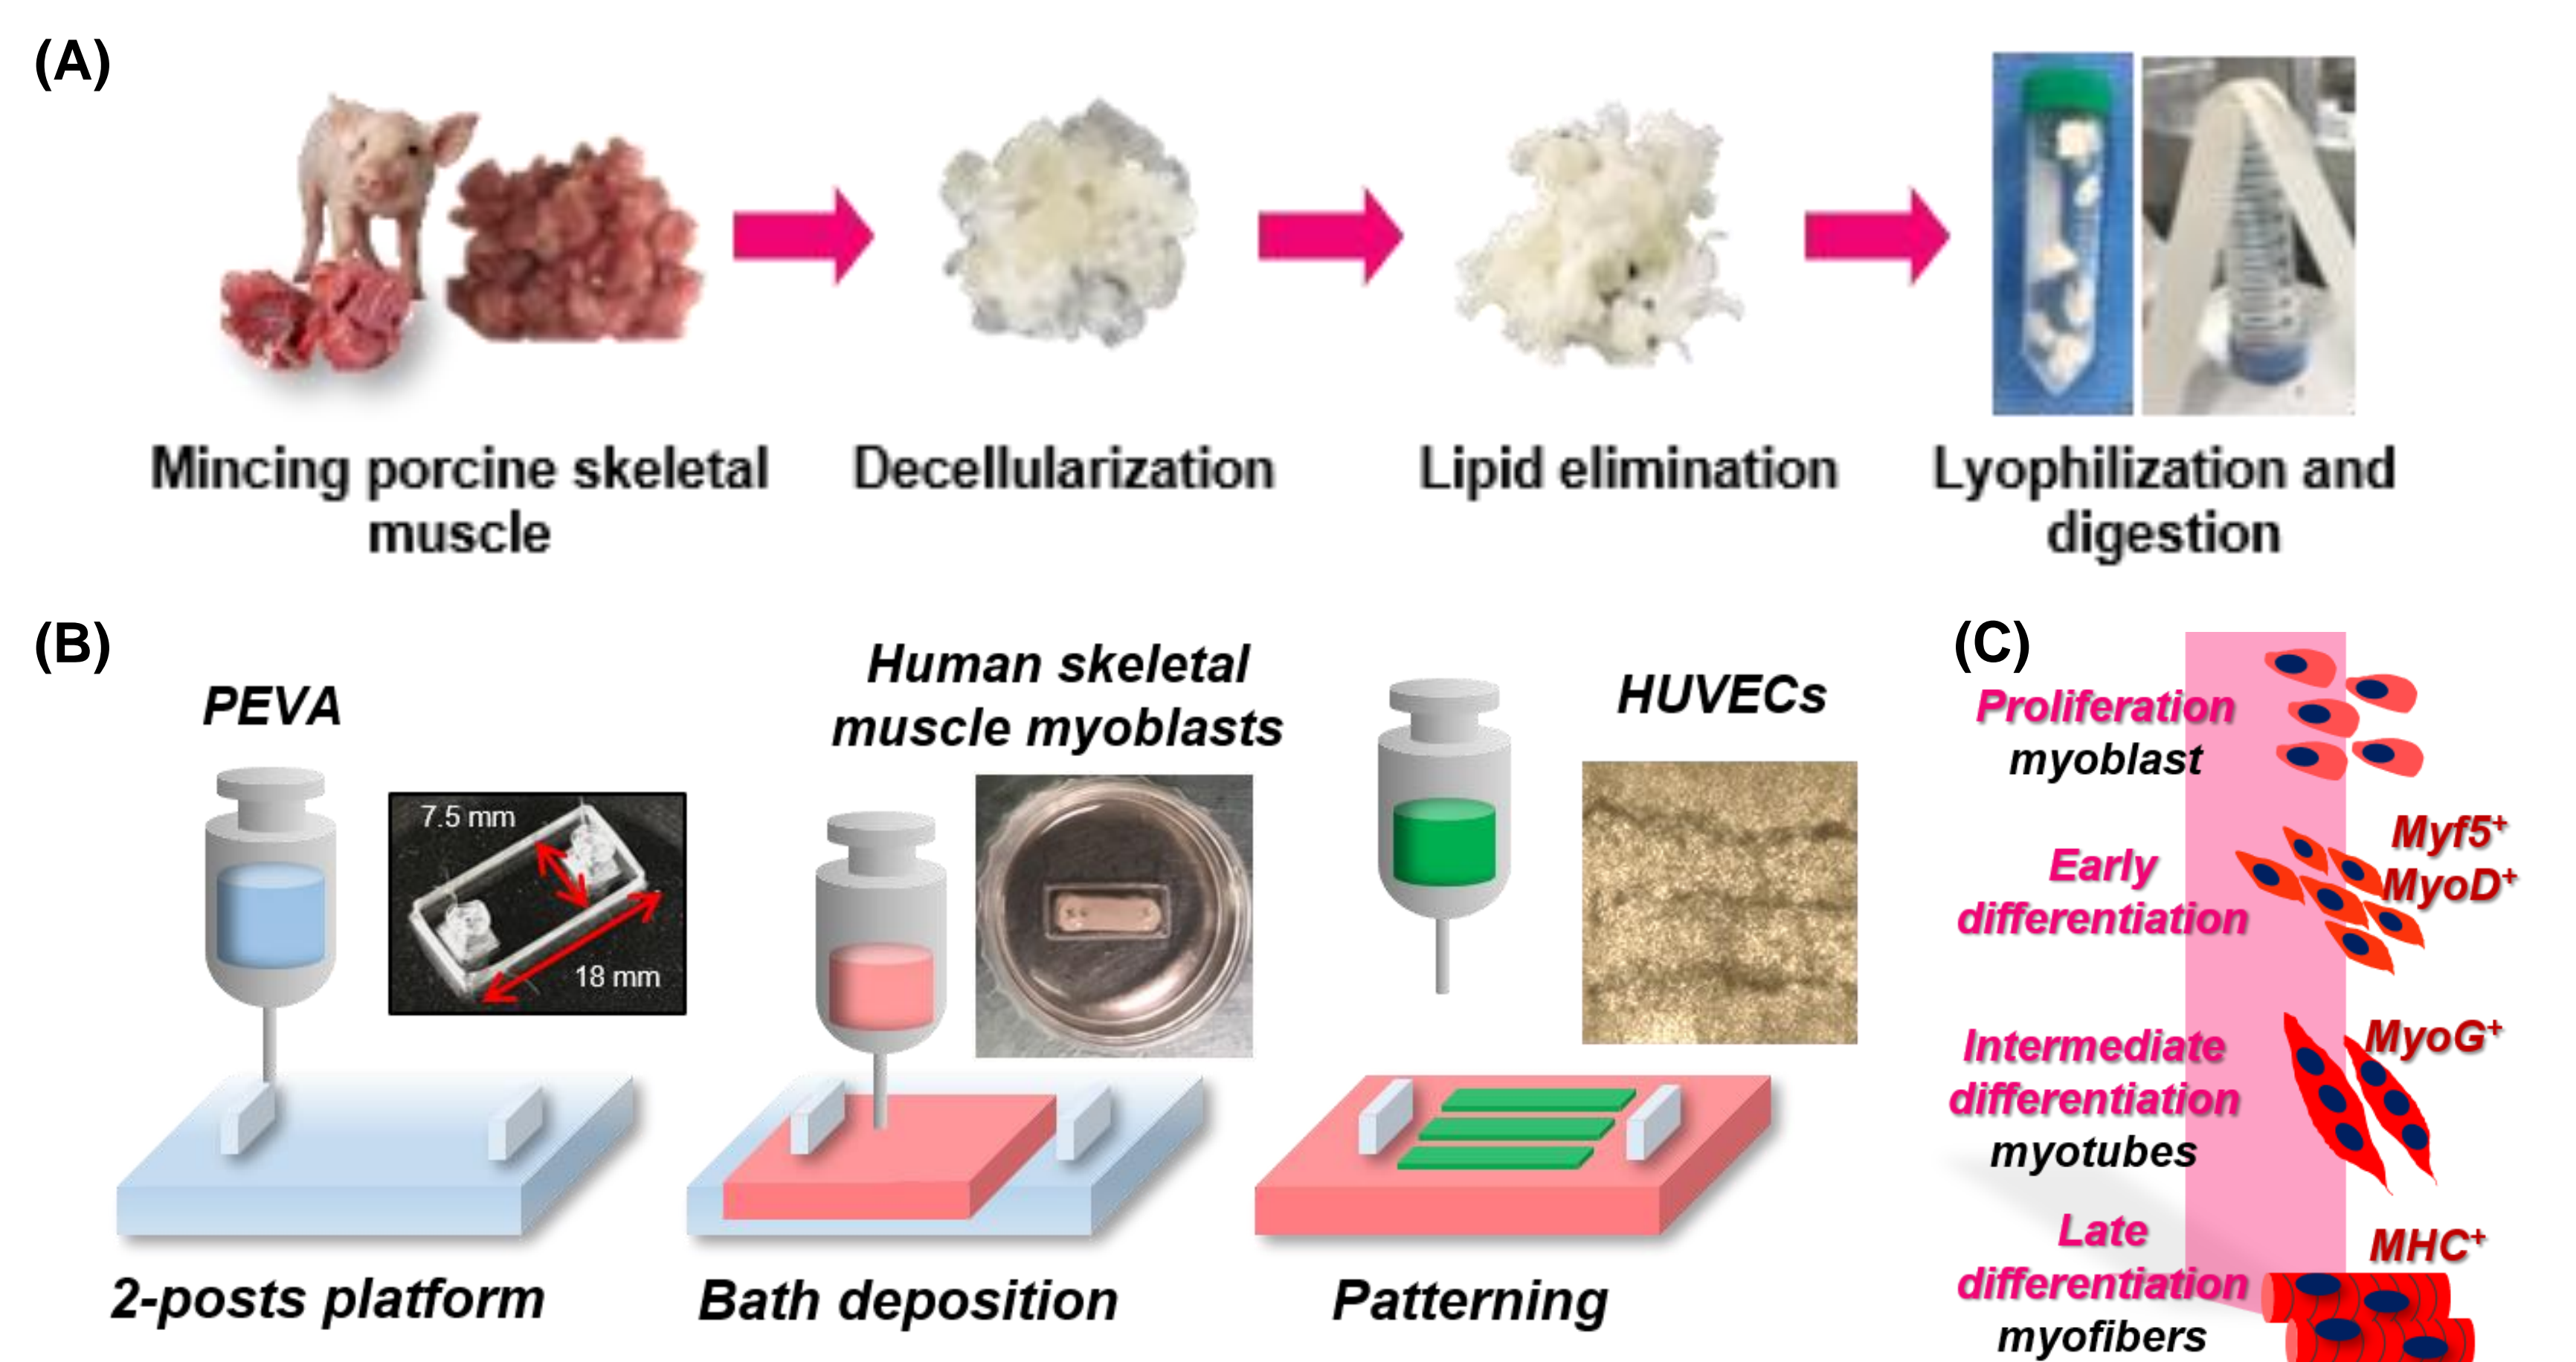 (A)
Mincing porcine skeletal
muscle
Decellularization
Lipid elimination
Lyophilization and
digestion
(B)
PEVA
7.5 mm
18 mm
2-posts platform
Human skeletal
muscle myoblasts
Bath deposition
HUVECs
Patterning
(C)
Proliferation
myoblast
Early
differentiation
Myf5⁺
MyoD⁺
Intermediate
differentiation
myotubes
MyoG⁺
Late
differentiation
myofibers
MHC⁺